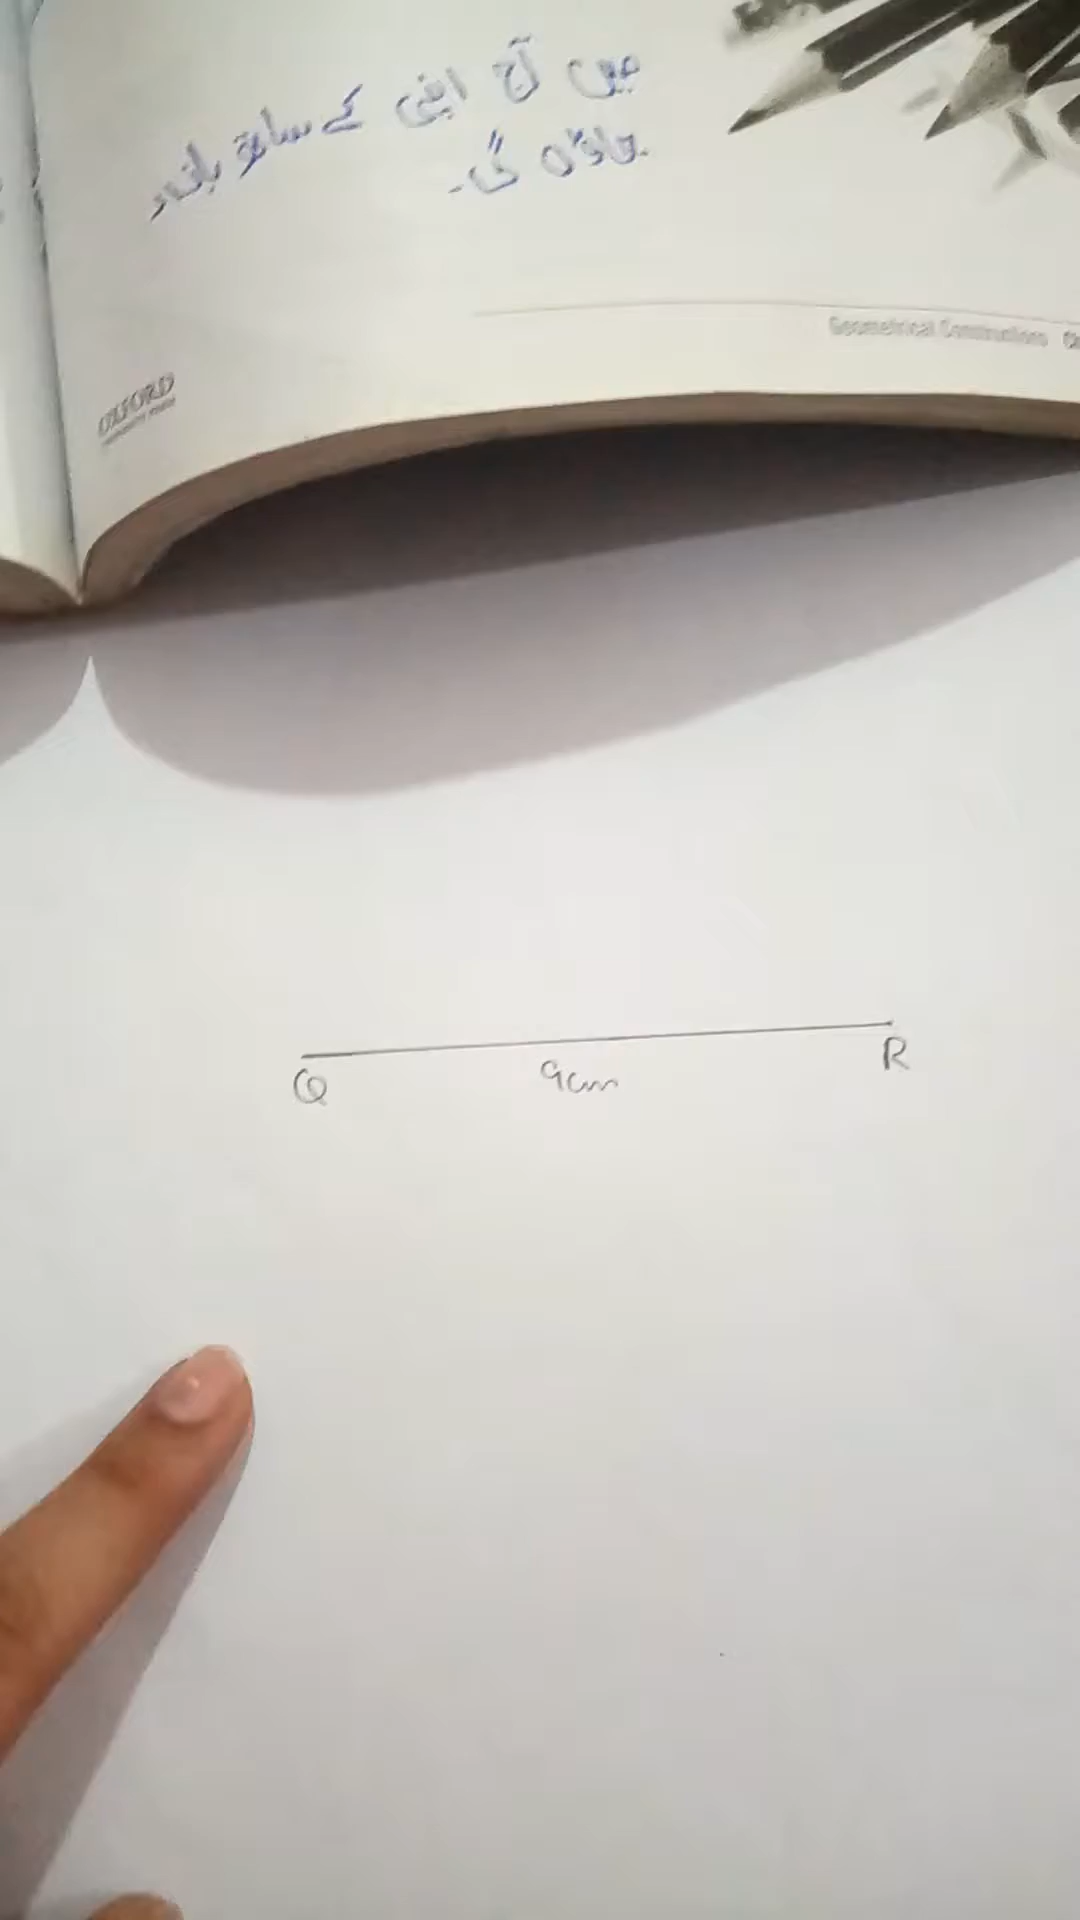 میں آج اپنی کے ساتھ بازار
جاؤں گی۔
Geometrical Constructions
OXFORD
Q
9cm
R